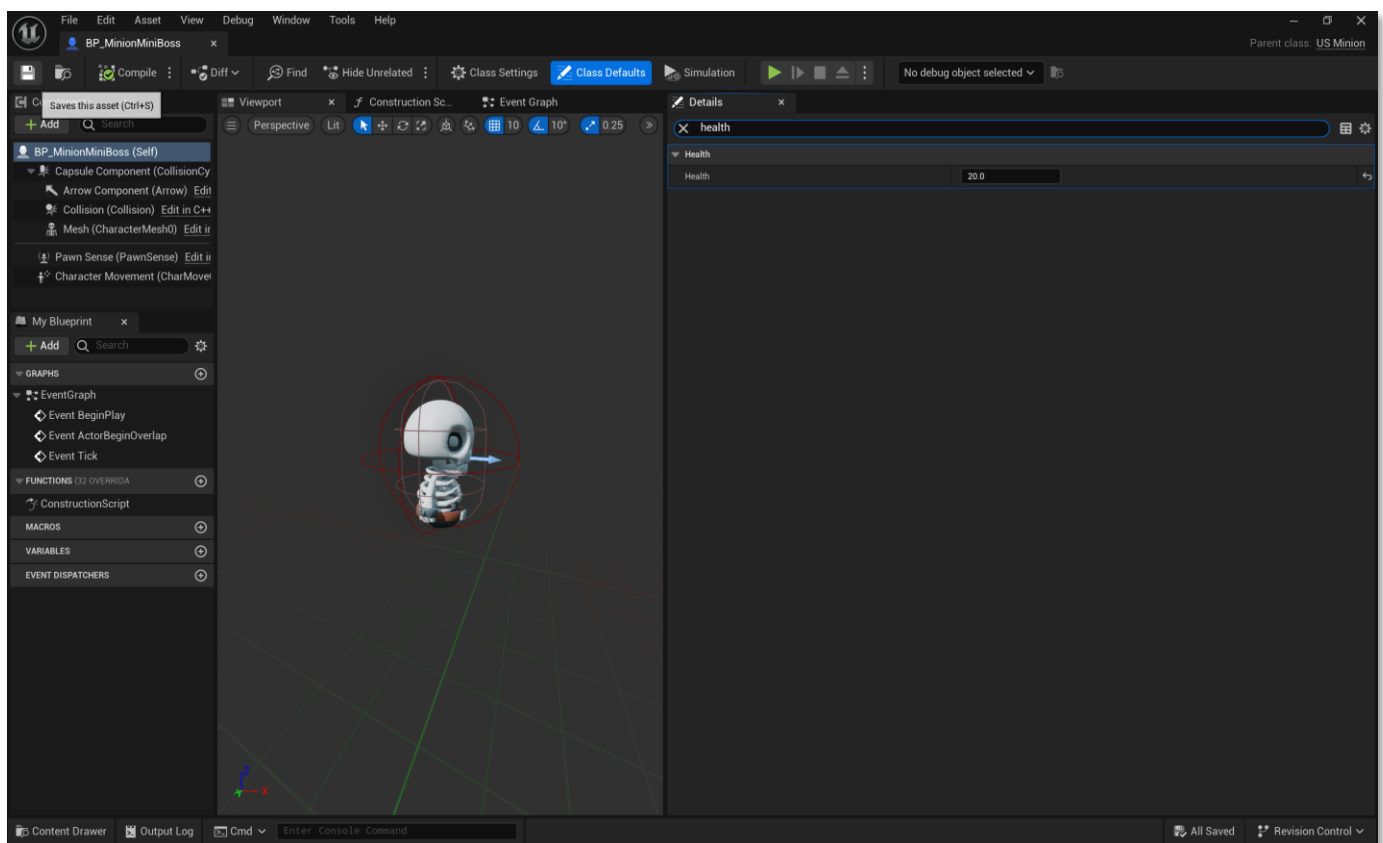 File Edit Asset View Debug Window Tools Help
BP_MinionMiniBoss
Parent class: US Minion
Compile Diff Find Hide Unrelated Class Settings Class Defaults Simulation No debug object selected
Saves this asset (Ctrl+S)
Add Search
BP_MinionMiniBoss (Self)
Capsule Component (CollisionCy
Arrow Component (Arrow) Edit
Collision (Collision) Edit in C++
Mesh (CharacterMesh0) Edit in
Pawn Sense (PawnSense) Edit in
Character Movement (CharMove
My Blueprint
Add Search
GRAPHS
EventGraph
Event BeginPlay
Event ActorBeginOverlap
Event Tick
FUNCTIONS (32 OVERRIDA
ConstructionScript
MACROS
VARIABLES
EVENT DISPATCHERS
Viewport Construction Sc... Event Graph
Perspective Lit 10 10° 0.25
Z
X
Details
health
Health
Health 20.0
Content Drawer Output Log Cmd Enter Console Command All Saved Revision Control